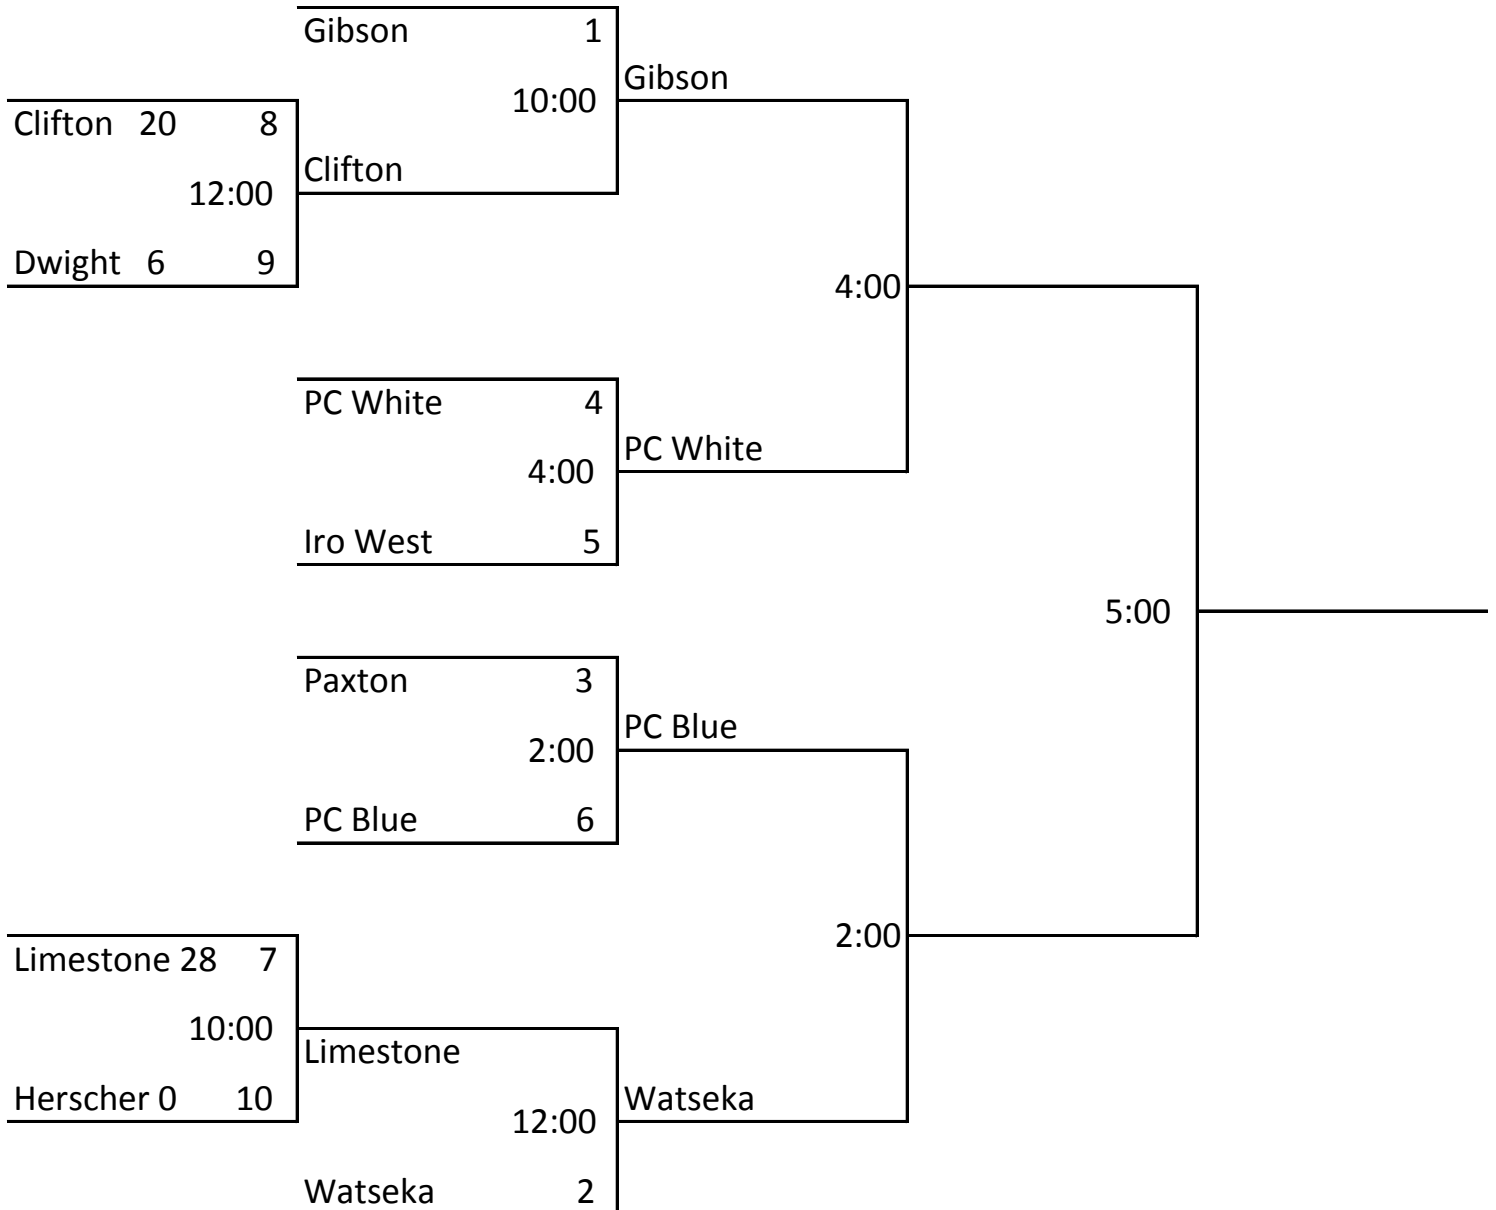 Gibson 1
Gibson
10:00
Clifton 20 8
Clifton
12:00
Dwight 6 9
4:00
PC White 4
PC White
4:00
Iro West 5
5:00
Paxton 3
PC Blue
2:00
PC Blue 6
2:00
Limestone 28 7
10:00
Limestone
Herscher 0 10
Watseka
12:00
Watseka 2